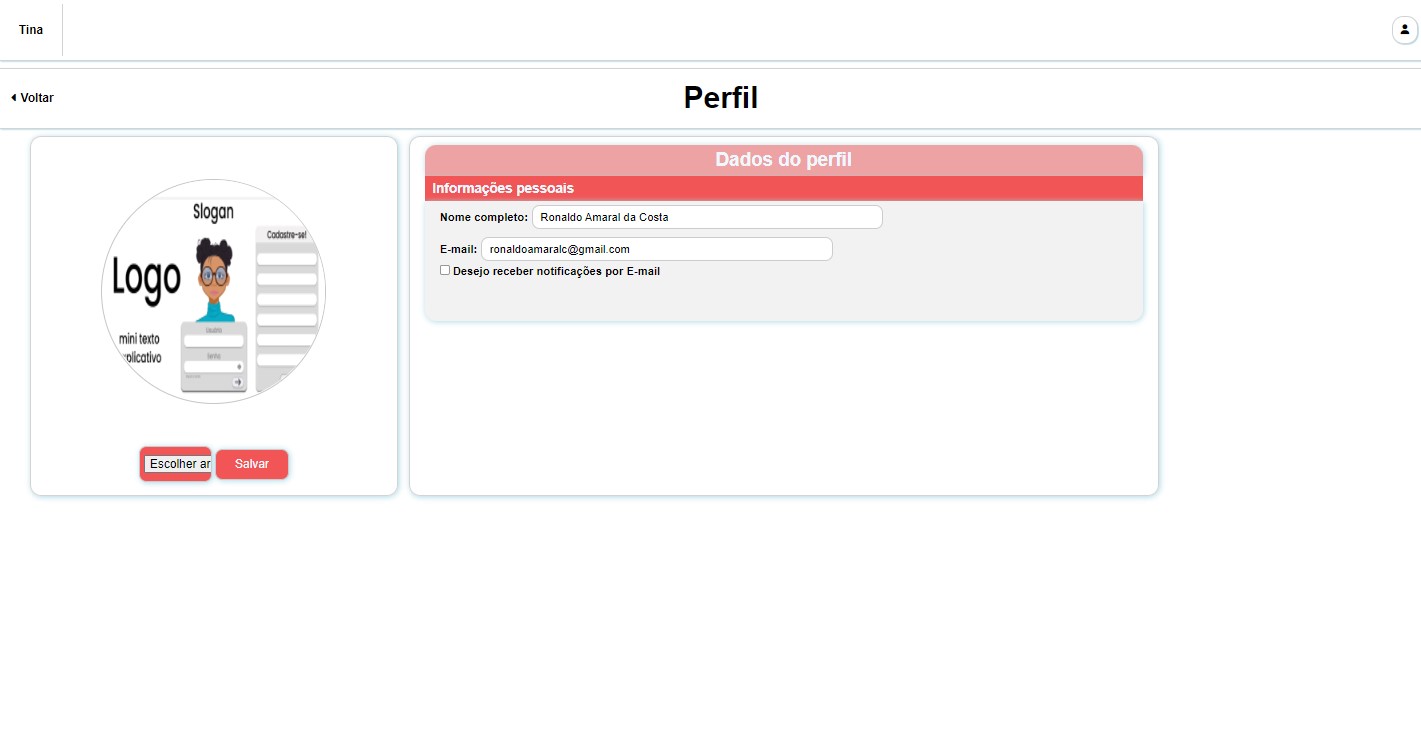 Tina
Voltar
Perfil
Slogan
Cadastre-se!
Logo
mini texto
plicativo
Usuário
Senha
Escolher ar
Salvar
Dados do perfil
Informações pessoais
Nome completo: Ronaldo Amaral da Costa
E-mail: ronaldoamaralc@gmail.com
Desejo receber notificações por E-mail